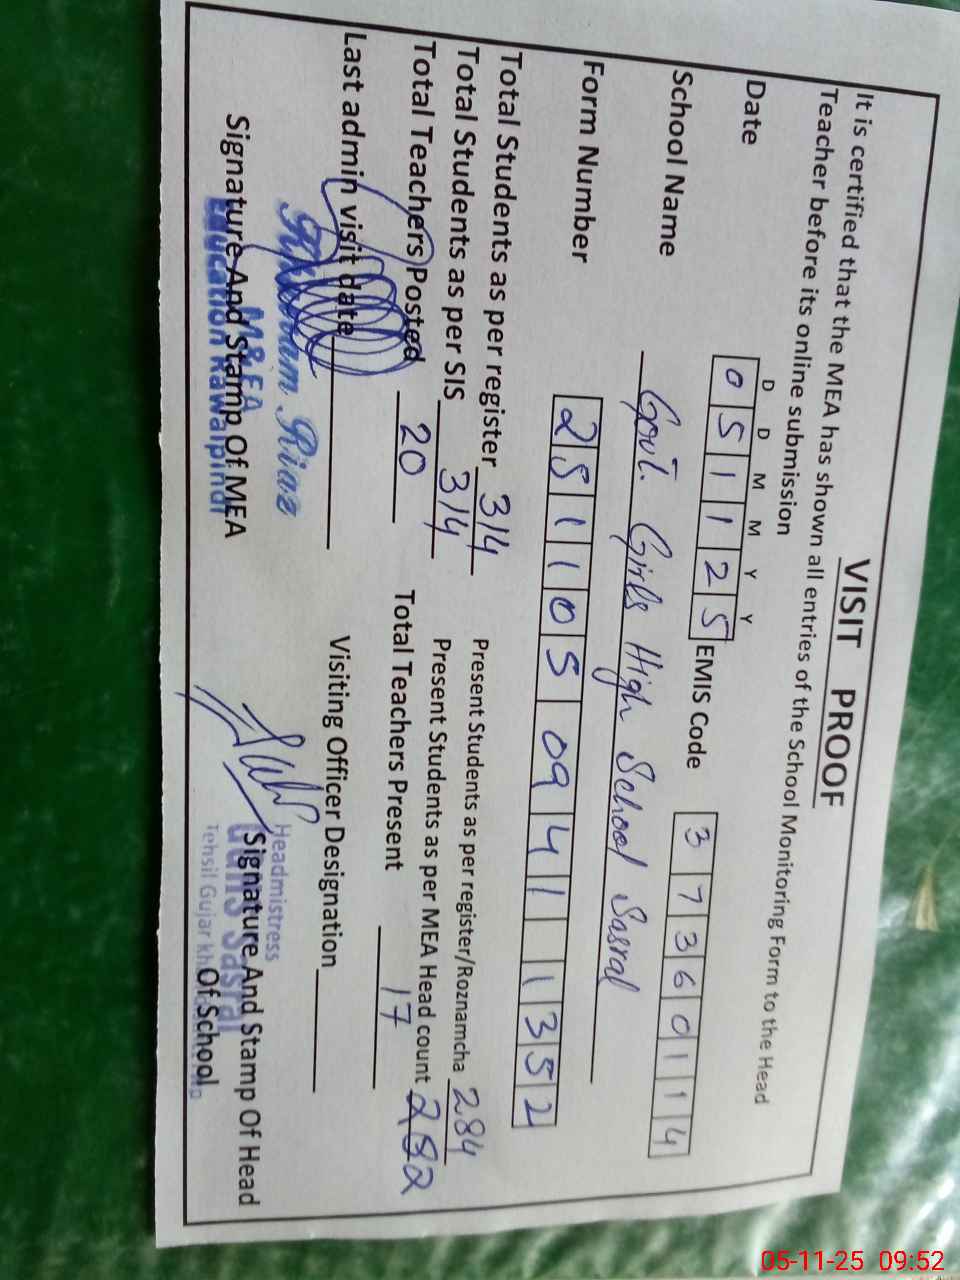 VISIT PROOF
It is certified that the MEA has shown all entries of the School Monitoring Form to the Head
Teacher before its online submission
D D M M Y Y
Date 0 5 1 1 2 5 EMIS Code 3 7 3 6 0 1 1 4
School Name Govt. Girls High School Sasral
Form Number 2 5 1 1 0 5 09 4 1 1 3 5 2
Total Students as per register 314 Present Students as per register/Roznamcha 284
Total Students as per SIS 314 Present Students as per MEA Head count 282
Total Teachers Posted 20 Total Teachers Present 17
Last admin visit date Visiting Officer Designation
Riaz
M&EA
Education Rawalpindi
Signature And Stamp Of MEA
Headmistress
Sasral
Tehsil Gujar
Signature And Stamp Of Head
Of School
05-11-25 09:52